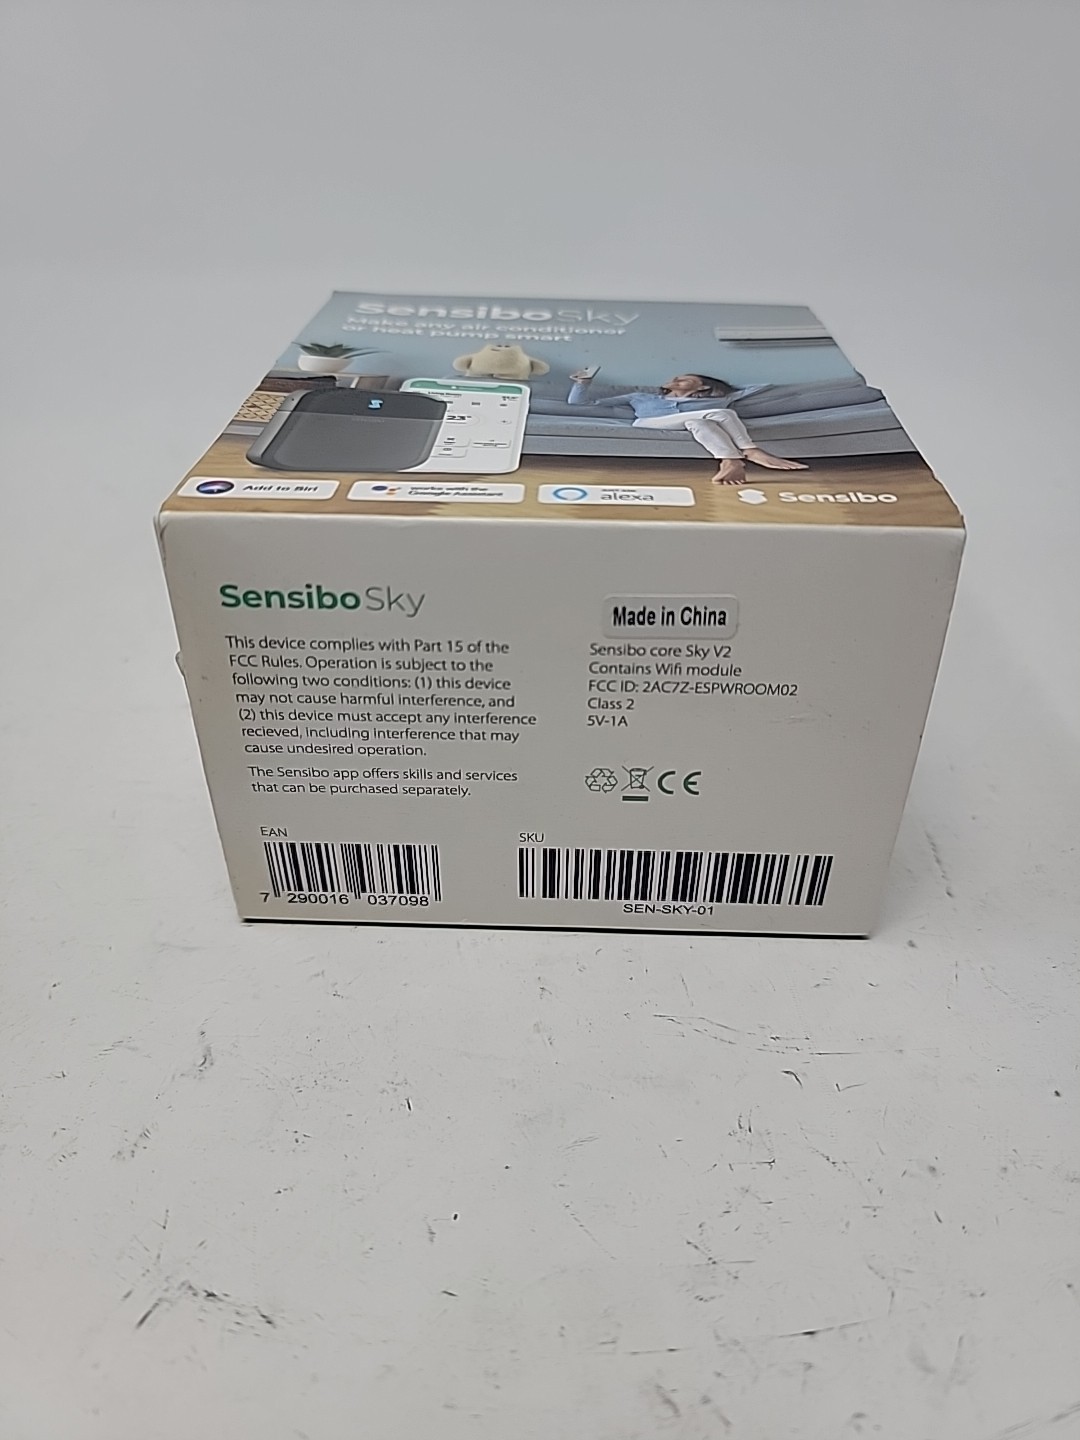 Sensibo Sky
Make any air conditioner
or heat pump smart
23°
Add to Siri
works with the
Google Assistant
alexa
Sensibo
Sensibo Sky
This device complies with Part 15 of the
FCC Rules. Operation is subject to the
following two conditions: (1) this device
may not cause harmful interference, and
(2) this device must accept any interference
recieved, including interference that may
cause undesired operation.
The Sensibo app offers skills and services
that can be purchased separately.
Made in China
Sensibo core Sky V2
Contains Wifi module
FCC ID: 2AC7Z-ESPWROOM02
Class 2
5V-1A
CE
EAN
7 290016 037098
SKU
SEN-SKY-01